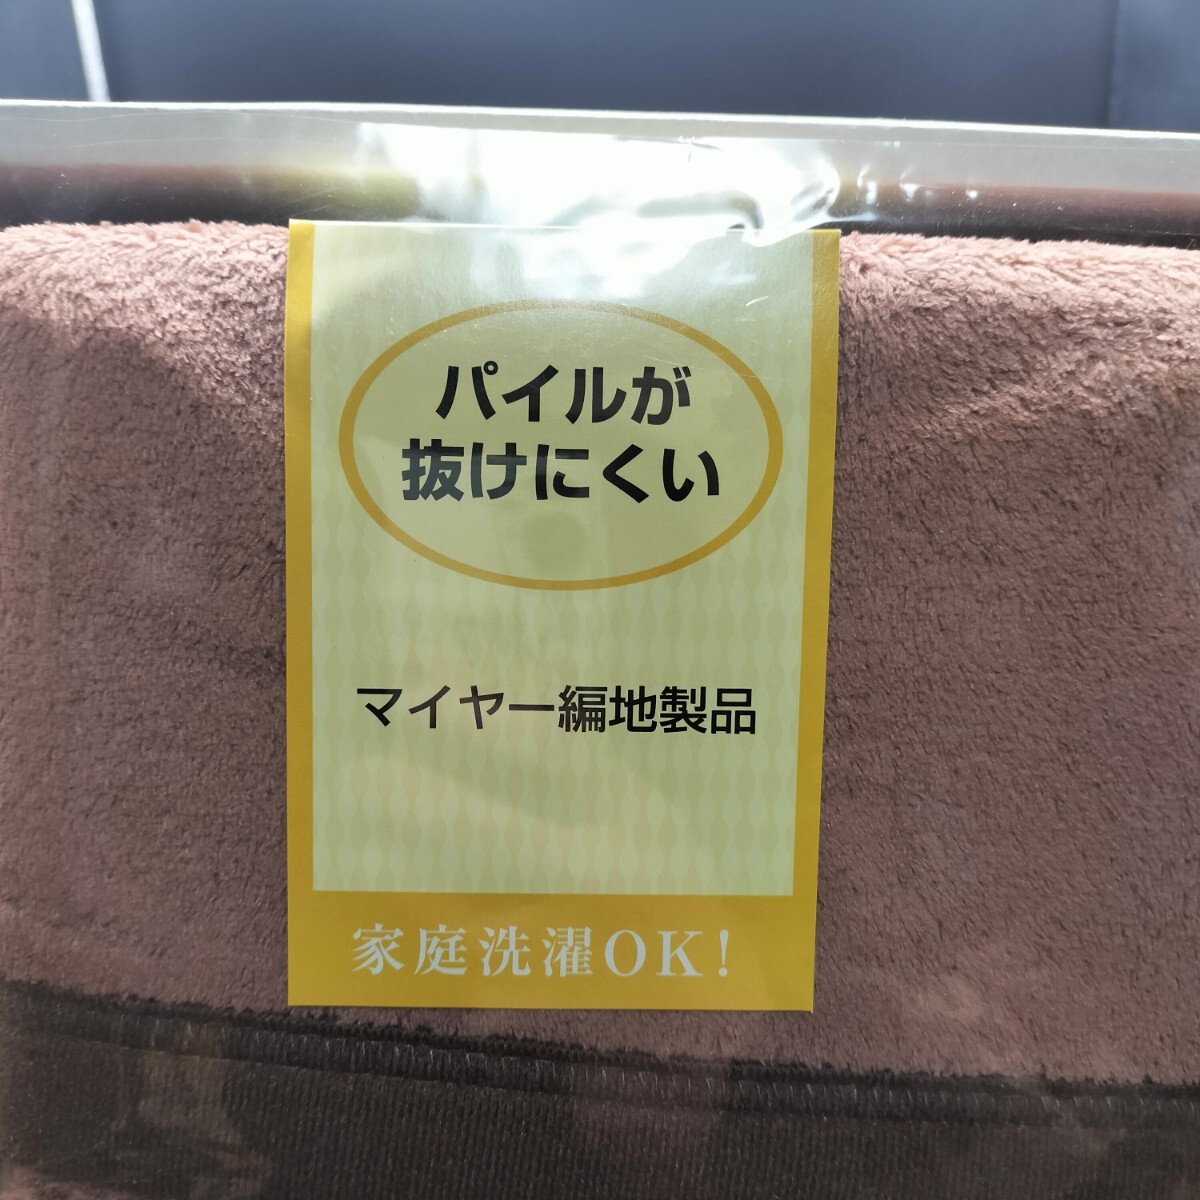 パイルが
抜けにくい
マイヤー編地製品
家庭洗濯OK!